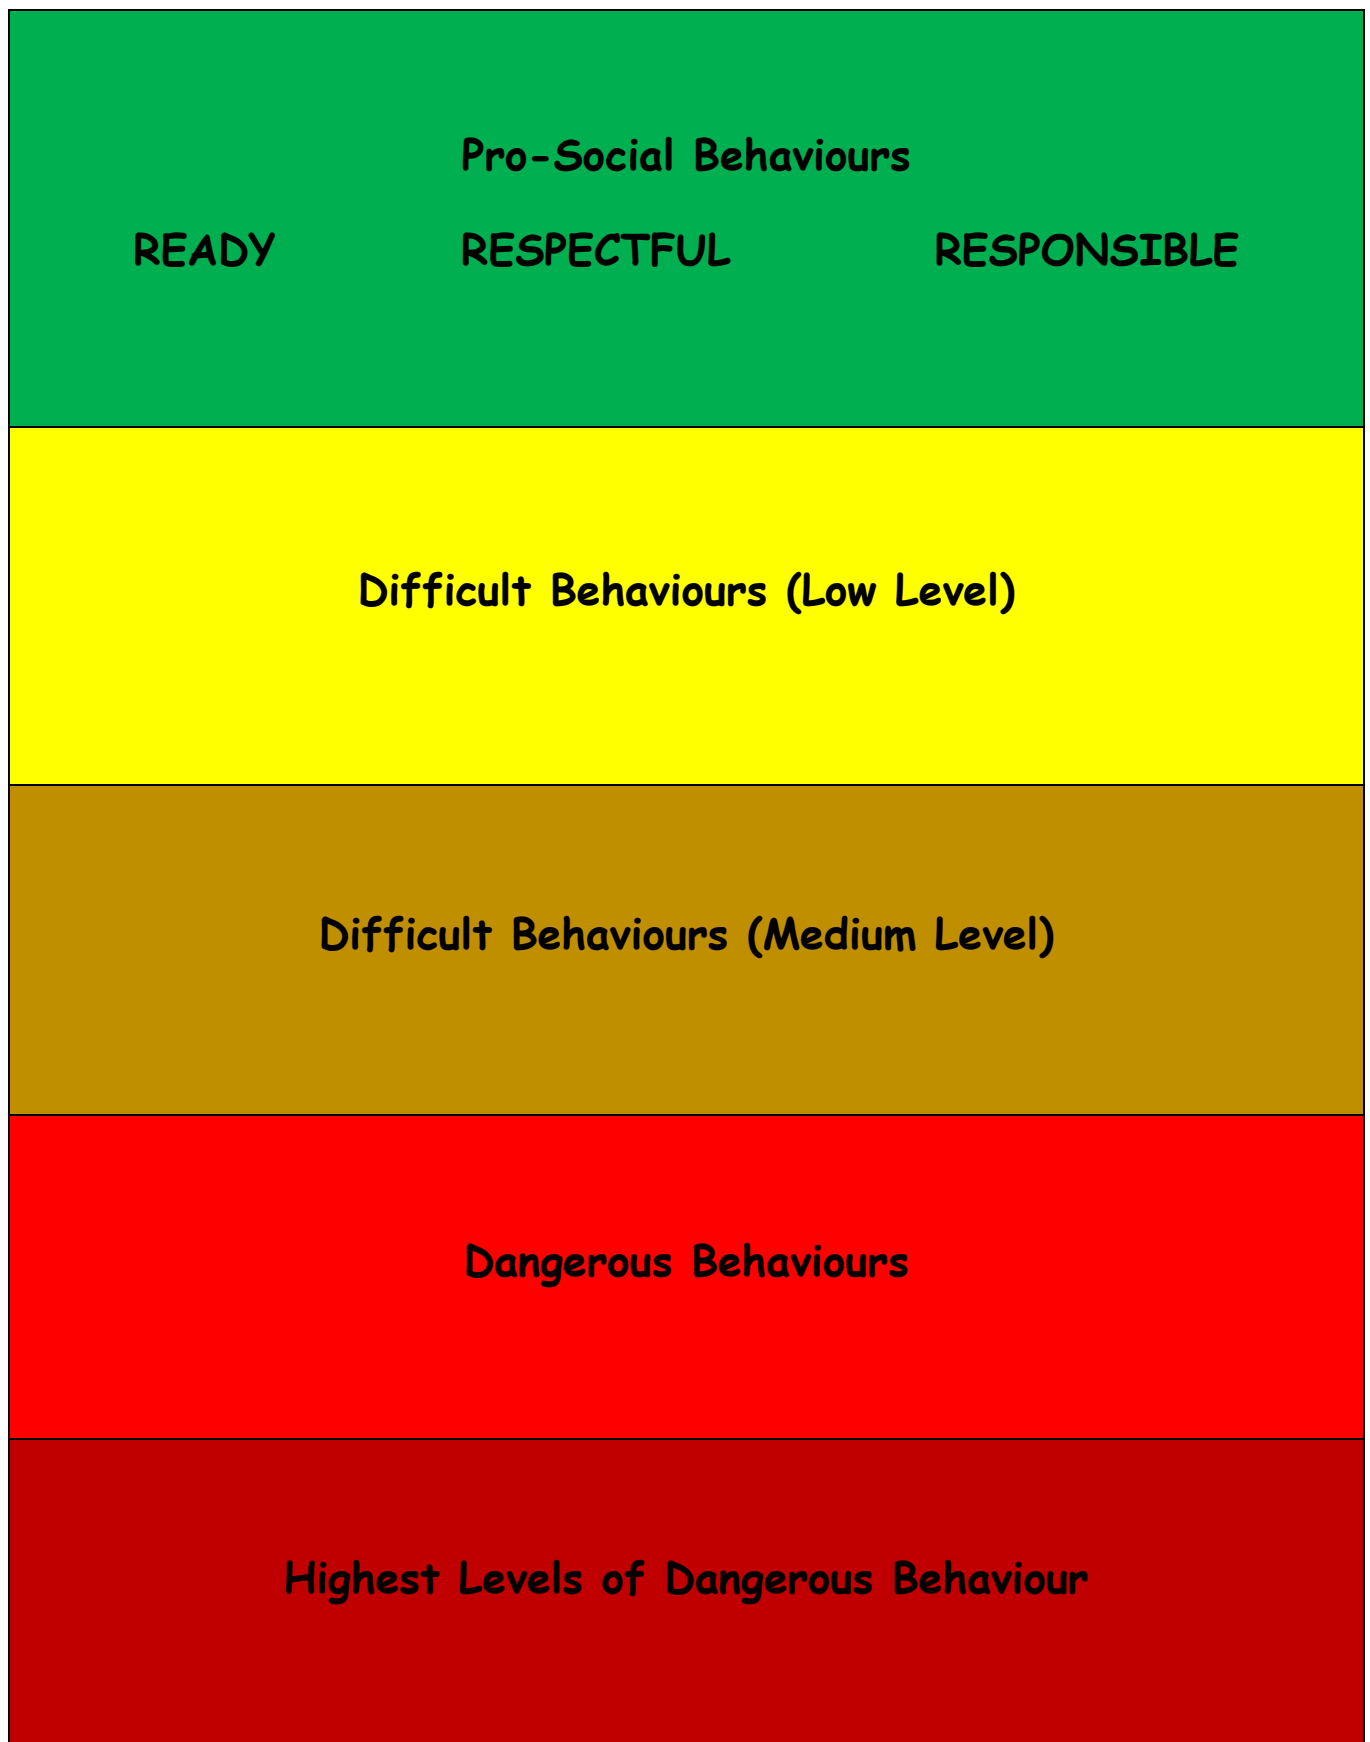 Pro-Social Behaviours
READY RESPECTFUL RESPONSIBLE
Difficult Behaviours (Low Level)
Difficult Behaviours (Medium Level)
Dangerous Behaviours
Highest Levels of Dangerous Behaviour